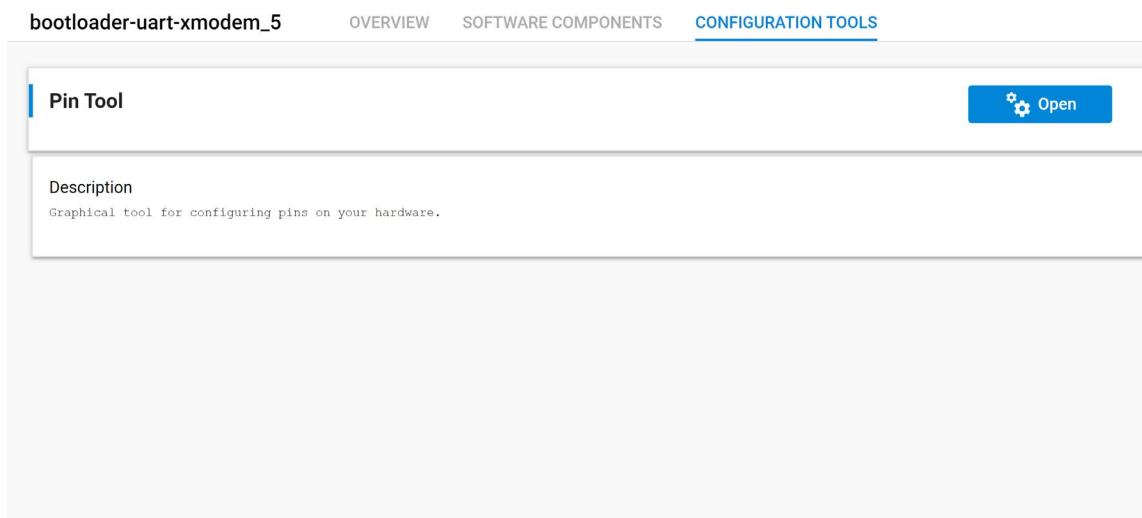 bootloader-uart-xmodem_5 OVERVIEW SOFTWARE COMPONENTS CONFIGURATION TOOLS
Pin Tool Open
Description
Graphical tool for configuring pins on your hardware.